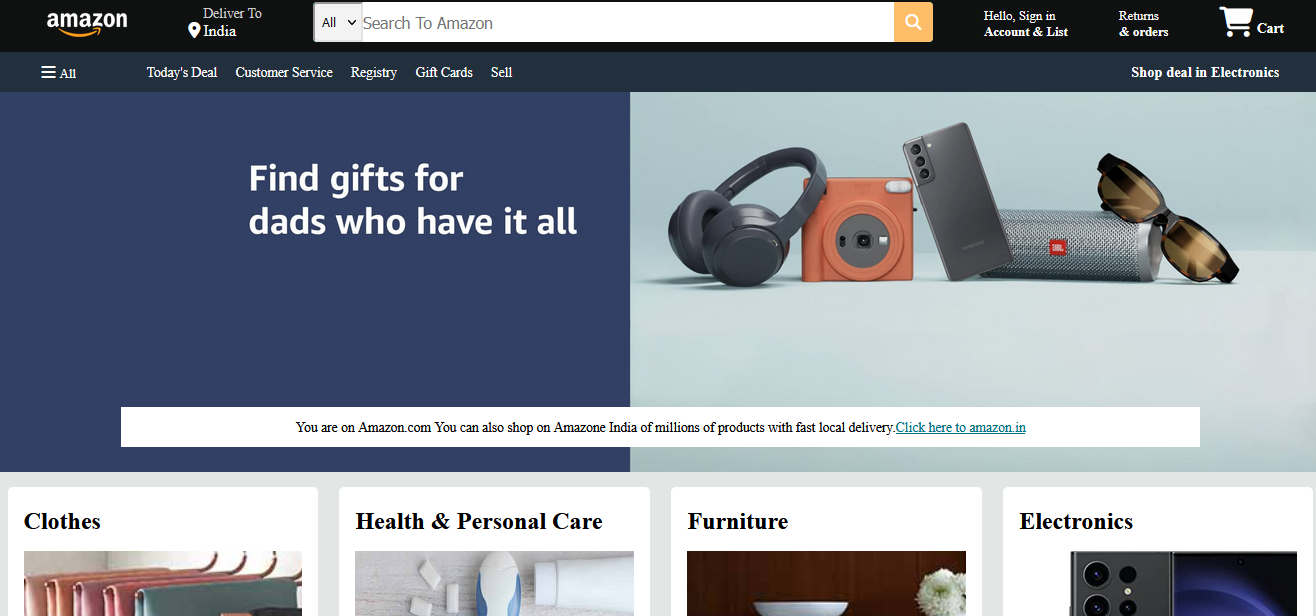 amazon
Deliver To
India
All
Search To Amazon
Hello, Sign in
Account & List
Returns
& orders
Cart
All
Today's Deal
Customer Service
Registry
Gift Cards
Sell
Shop deal in Electronics
Find gifts for
dads who have it all
SAMSUNG
JBL
You are on Amazon.com You can also shop on Amazone India of millions of products with fast local delivery.Click here to amazon.in
Clothes
Health & Personal Care
Furniture
Electronics